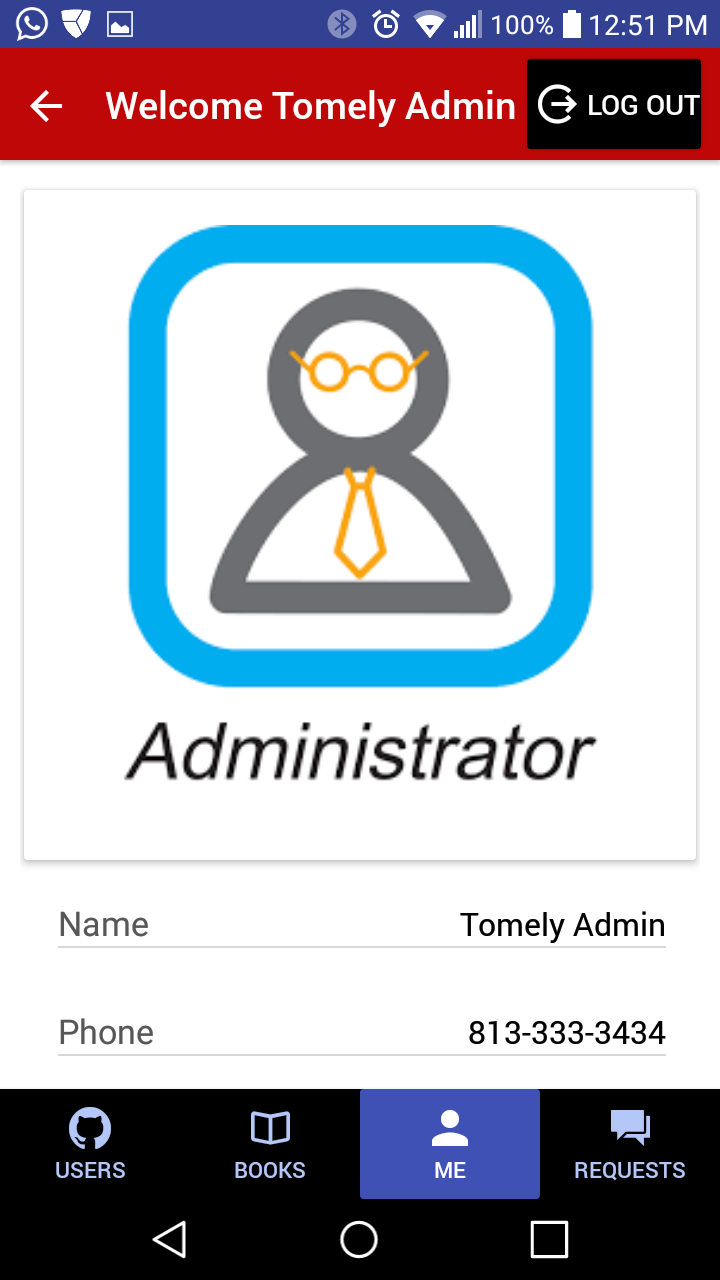 100% 12:51 PM
Welcome Tomely Admin LOG OUT
Administrator
Name Tomely Admin
Phone 813-333-3434
USERS BOOKS ME REQUESTS